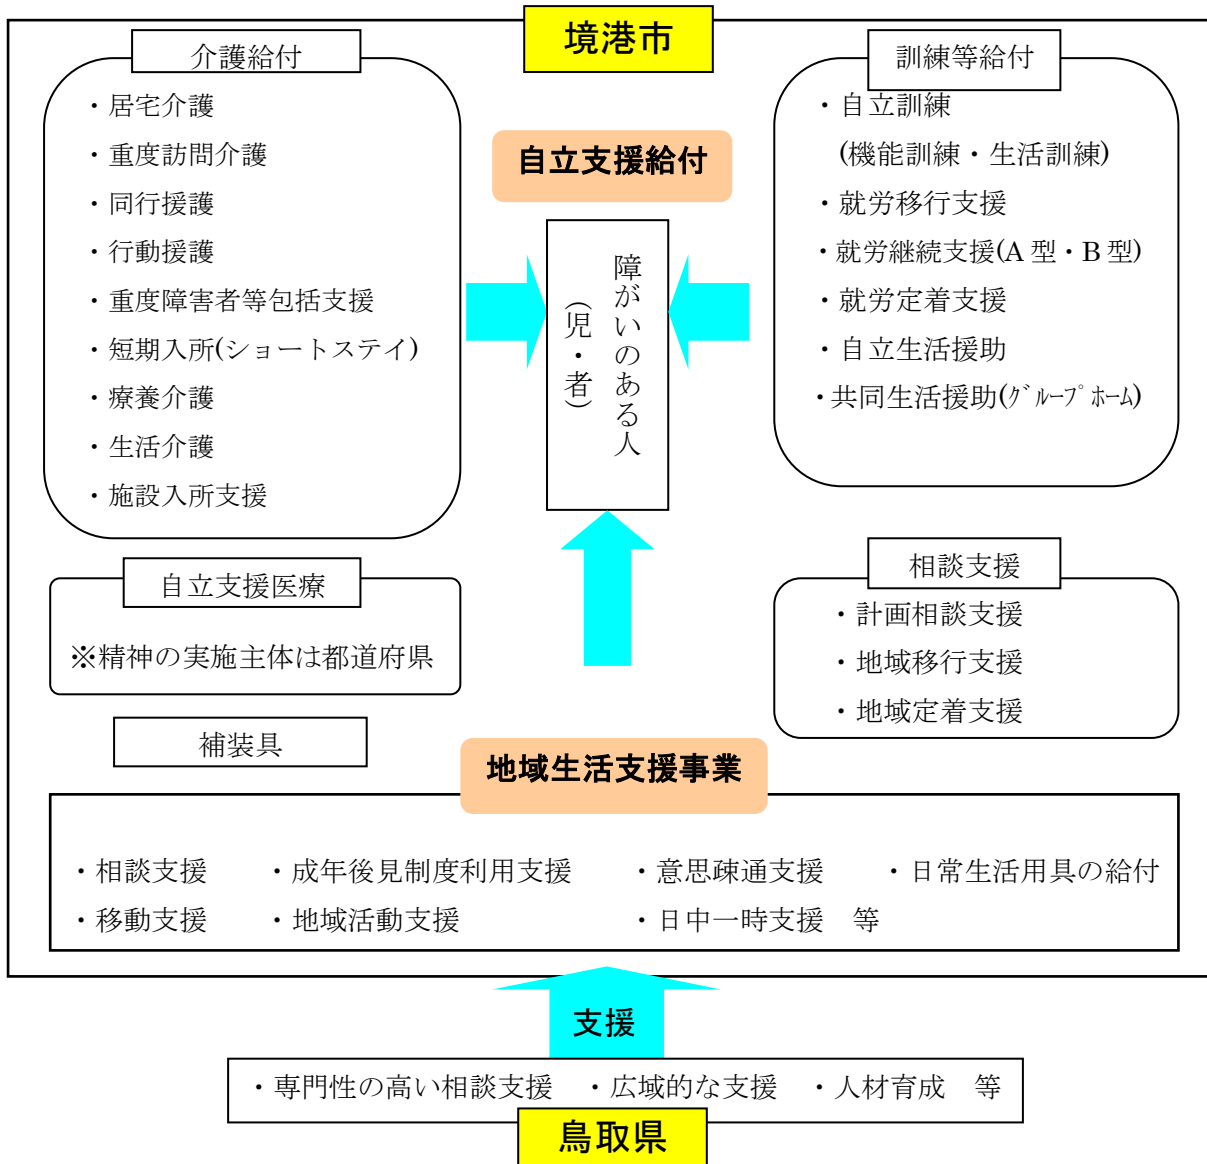 境港市
介護給付
・居宅介護
・重度訪問介護
・同行援護
・行動援護
・重度障害者等包括支援
・短期入所(ショートステイ)
・療養介護
・生活介護
・施設入所支援
自立支援給付
障がいのある人
（児・者）
訓練等給付
・自立訓練
(機能訓練・生活訓練)
・就労移行支援
・就労継続支援(A 型・B 型)
・就労定着支援
・自立生活援助
・共同生活援助(ｸﾞﾙｰﾌﾟﾎｰﾑ)
自立支援医療
※精神の実施主体は都道府県
補装具
相談支援
・計画相談支援
・地域移行支援
・地域定着支援
地域生活支援事業
・相談支援　・成年後見制度利用支援　・意思疎通支援　・日常生活用具の給付
・移動支援　・地域活動支援　・日中一時支援　等
支援
・専門性の高い相談支援　・広域的な支援　・人材育成　等
鳥取県